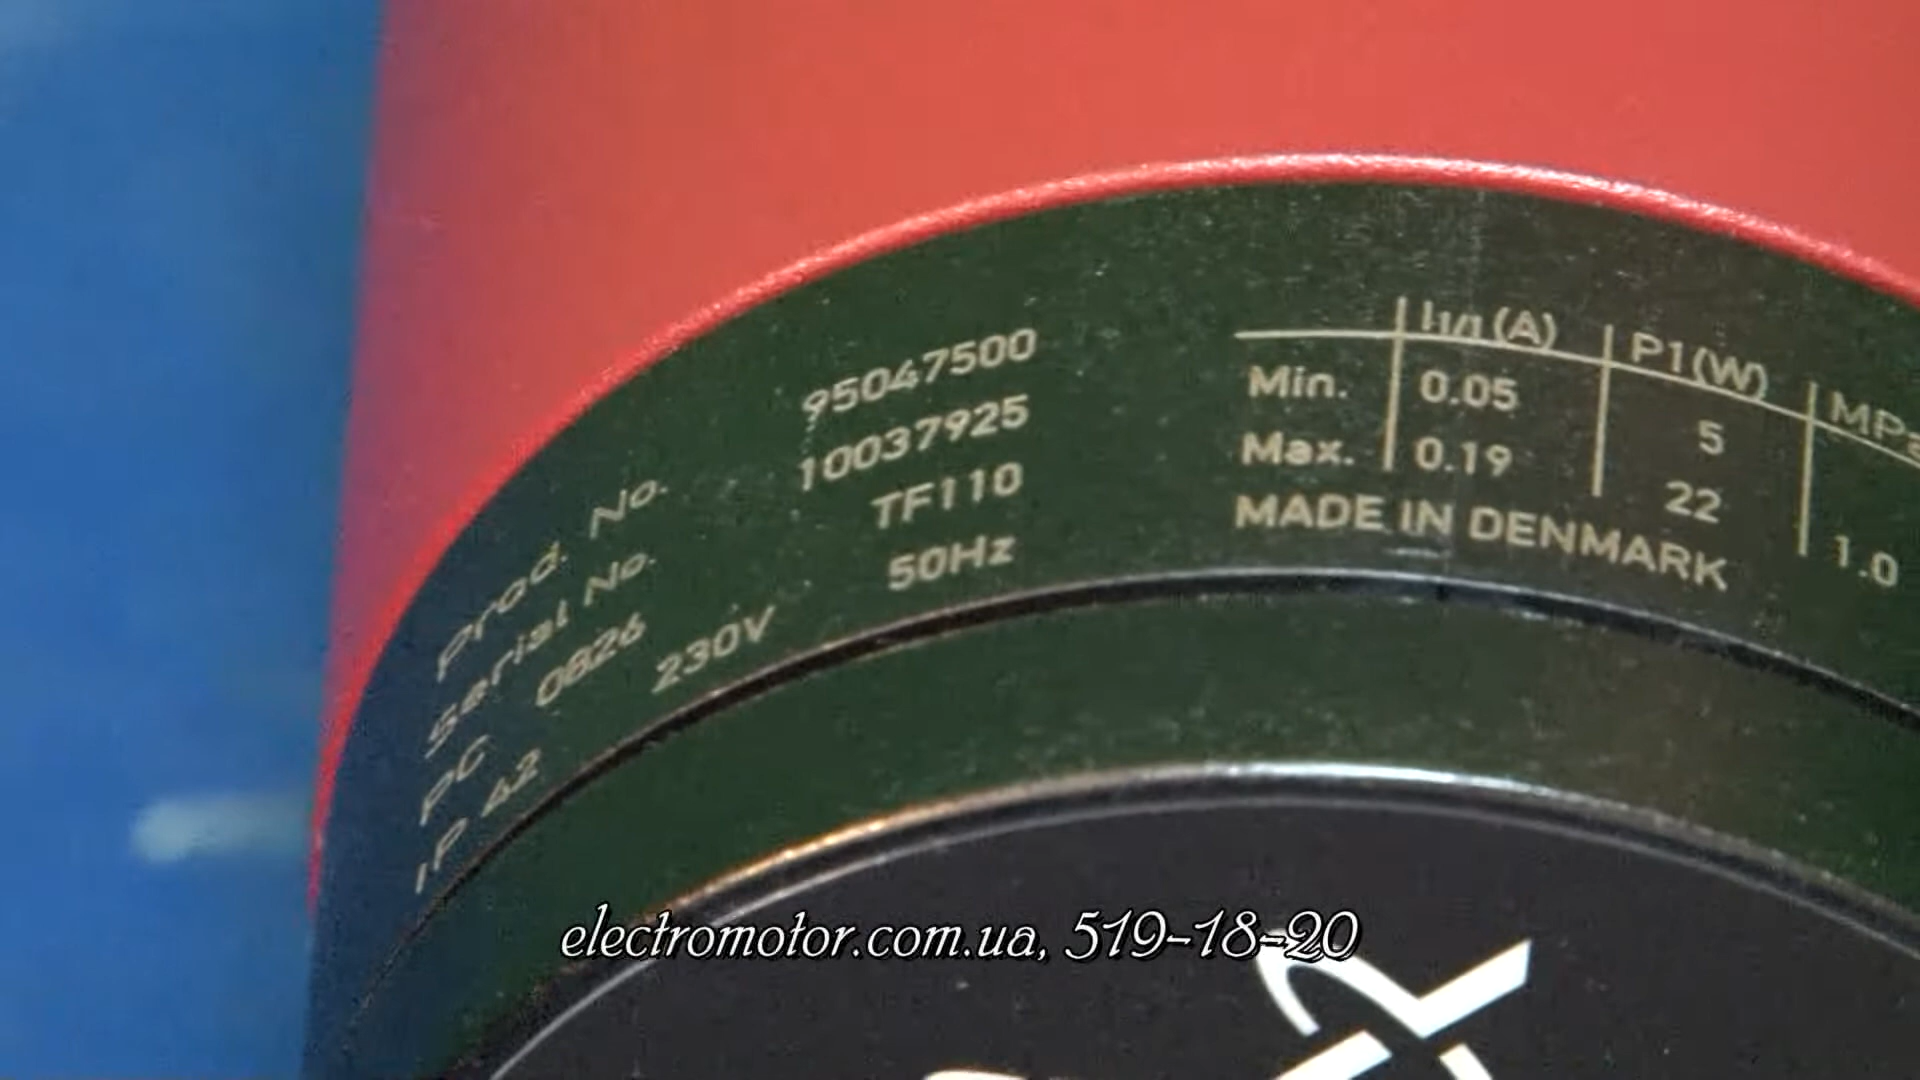 Prod. No. 95047500
Serial No. 10037925
PC 0826 TF110
IP 42 230V 50Hz
I1/1 (A) P1(W) MPa
Min. 0.05 5
Max. 0.19 22 1.0
MADE IN DENMARK
electromotor.com.ua, 519-18-20